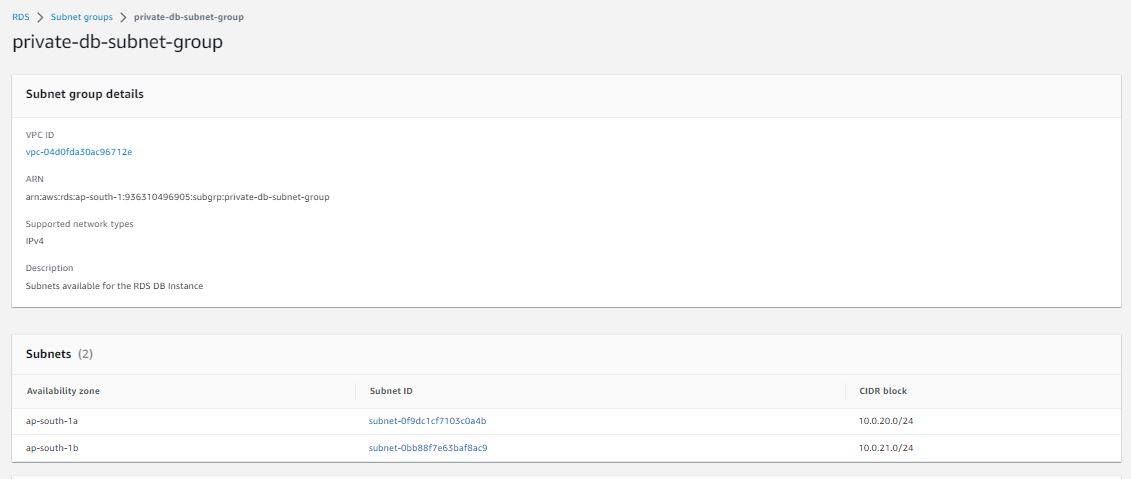 RDS > Subnet groups > private-db-subnet-group
private-db-subnet-group
Subnet group details
VPC ID
vpc-04d0fda30ac96712e
ARN
arn:aws:rds:ap-south-1:936310496905:subgrp:private-db-subnet-group
Supported network types
IPv4
Description
Subnets available for the RDS DB Instance
Subnets (2)
Availability zone Subnet ID CIDR block
ap-south-1a subnet-0f9dc1cf7103c0a4b 10.0.20.0/24
ap-south-1b subnet-0bb88f7e63baf8ac9 10.0.21.0/24